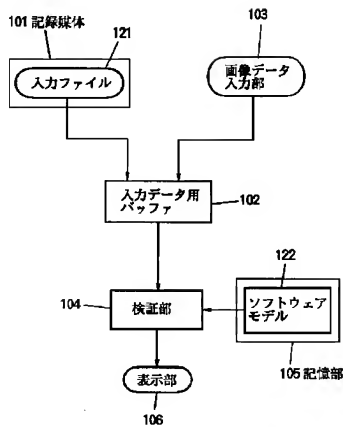 101 記録媒体
121
入力ファイル
103
画像データ
入力部
入力データ用
バッファ
102
104
検証部
122
ソフトウェア
モデル
105 記憶部
表示部
106